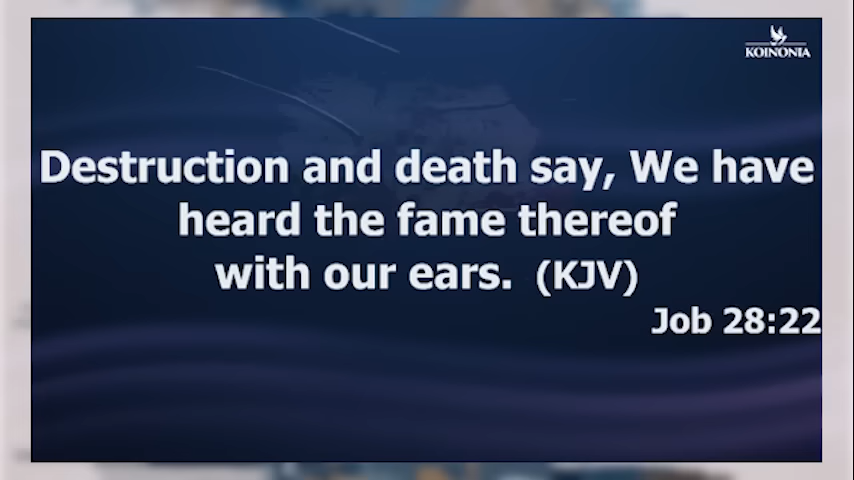 KOINONIA
Destruction and death say, We have
heard the fame thereof
with our ears. (KJV)
Job 28:22